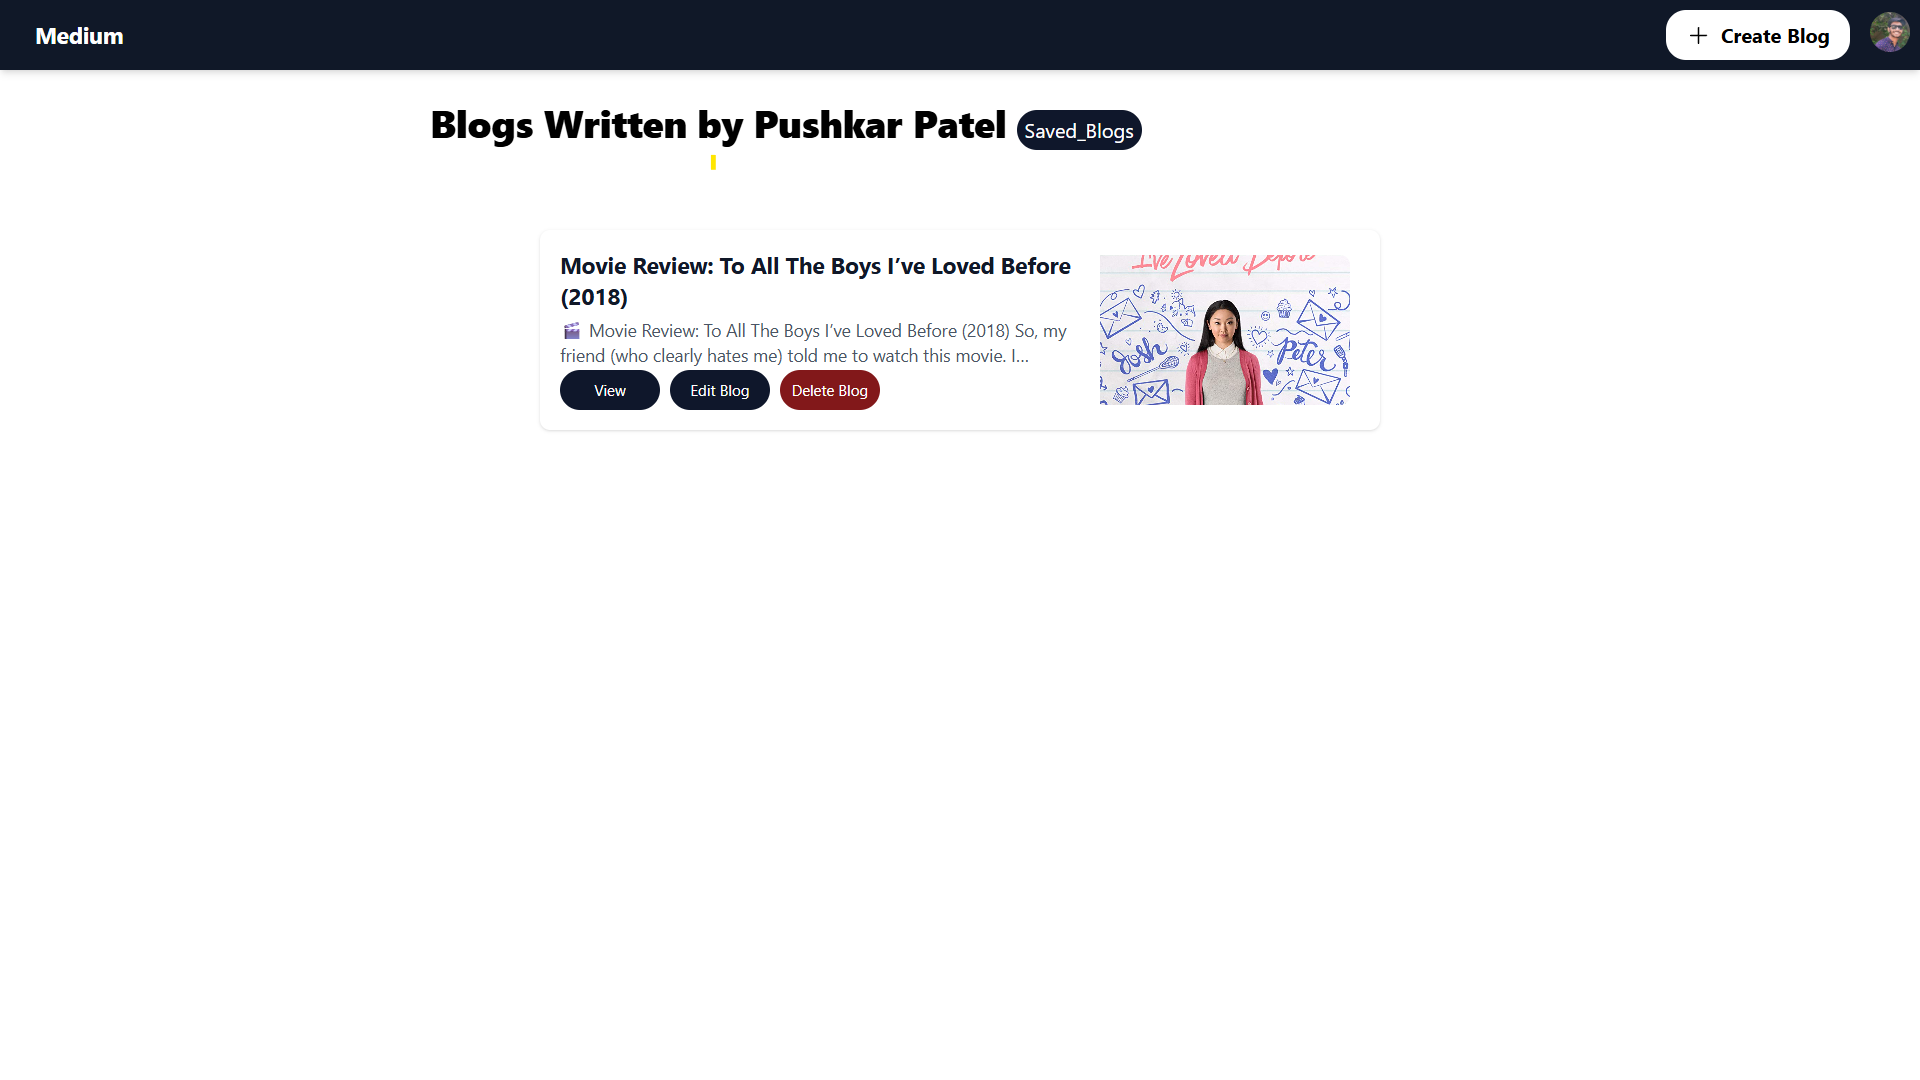 Medium
Create Blog
Blogs Written by Pushkar Patel
Saved_Blogs
Movie Review: To All The Boys I’ve Loved Before
(2018)
🎬 Movie Review: To All The Boys I’ve Loved Before (2018) So, my
friend (who clearly hates me) told me to watch this movie. I...
View
Edit Blog
Delete Blog
I've Loved Before
Josh
Peter